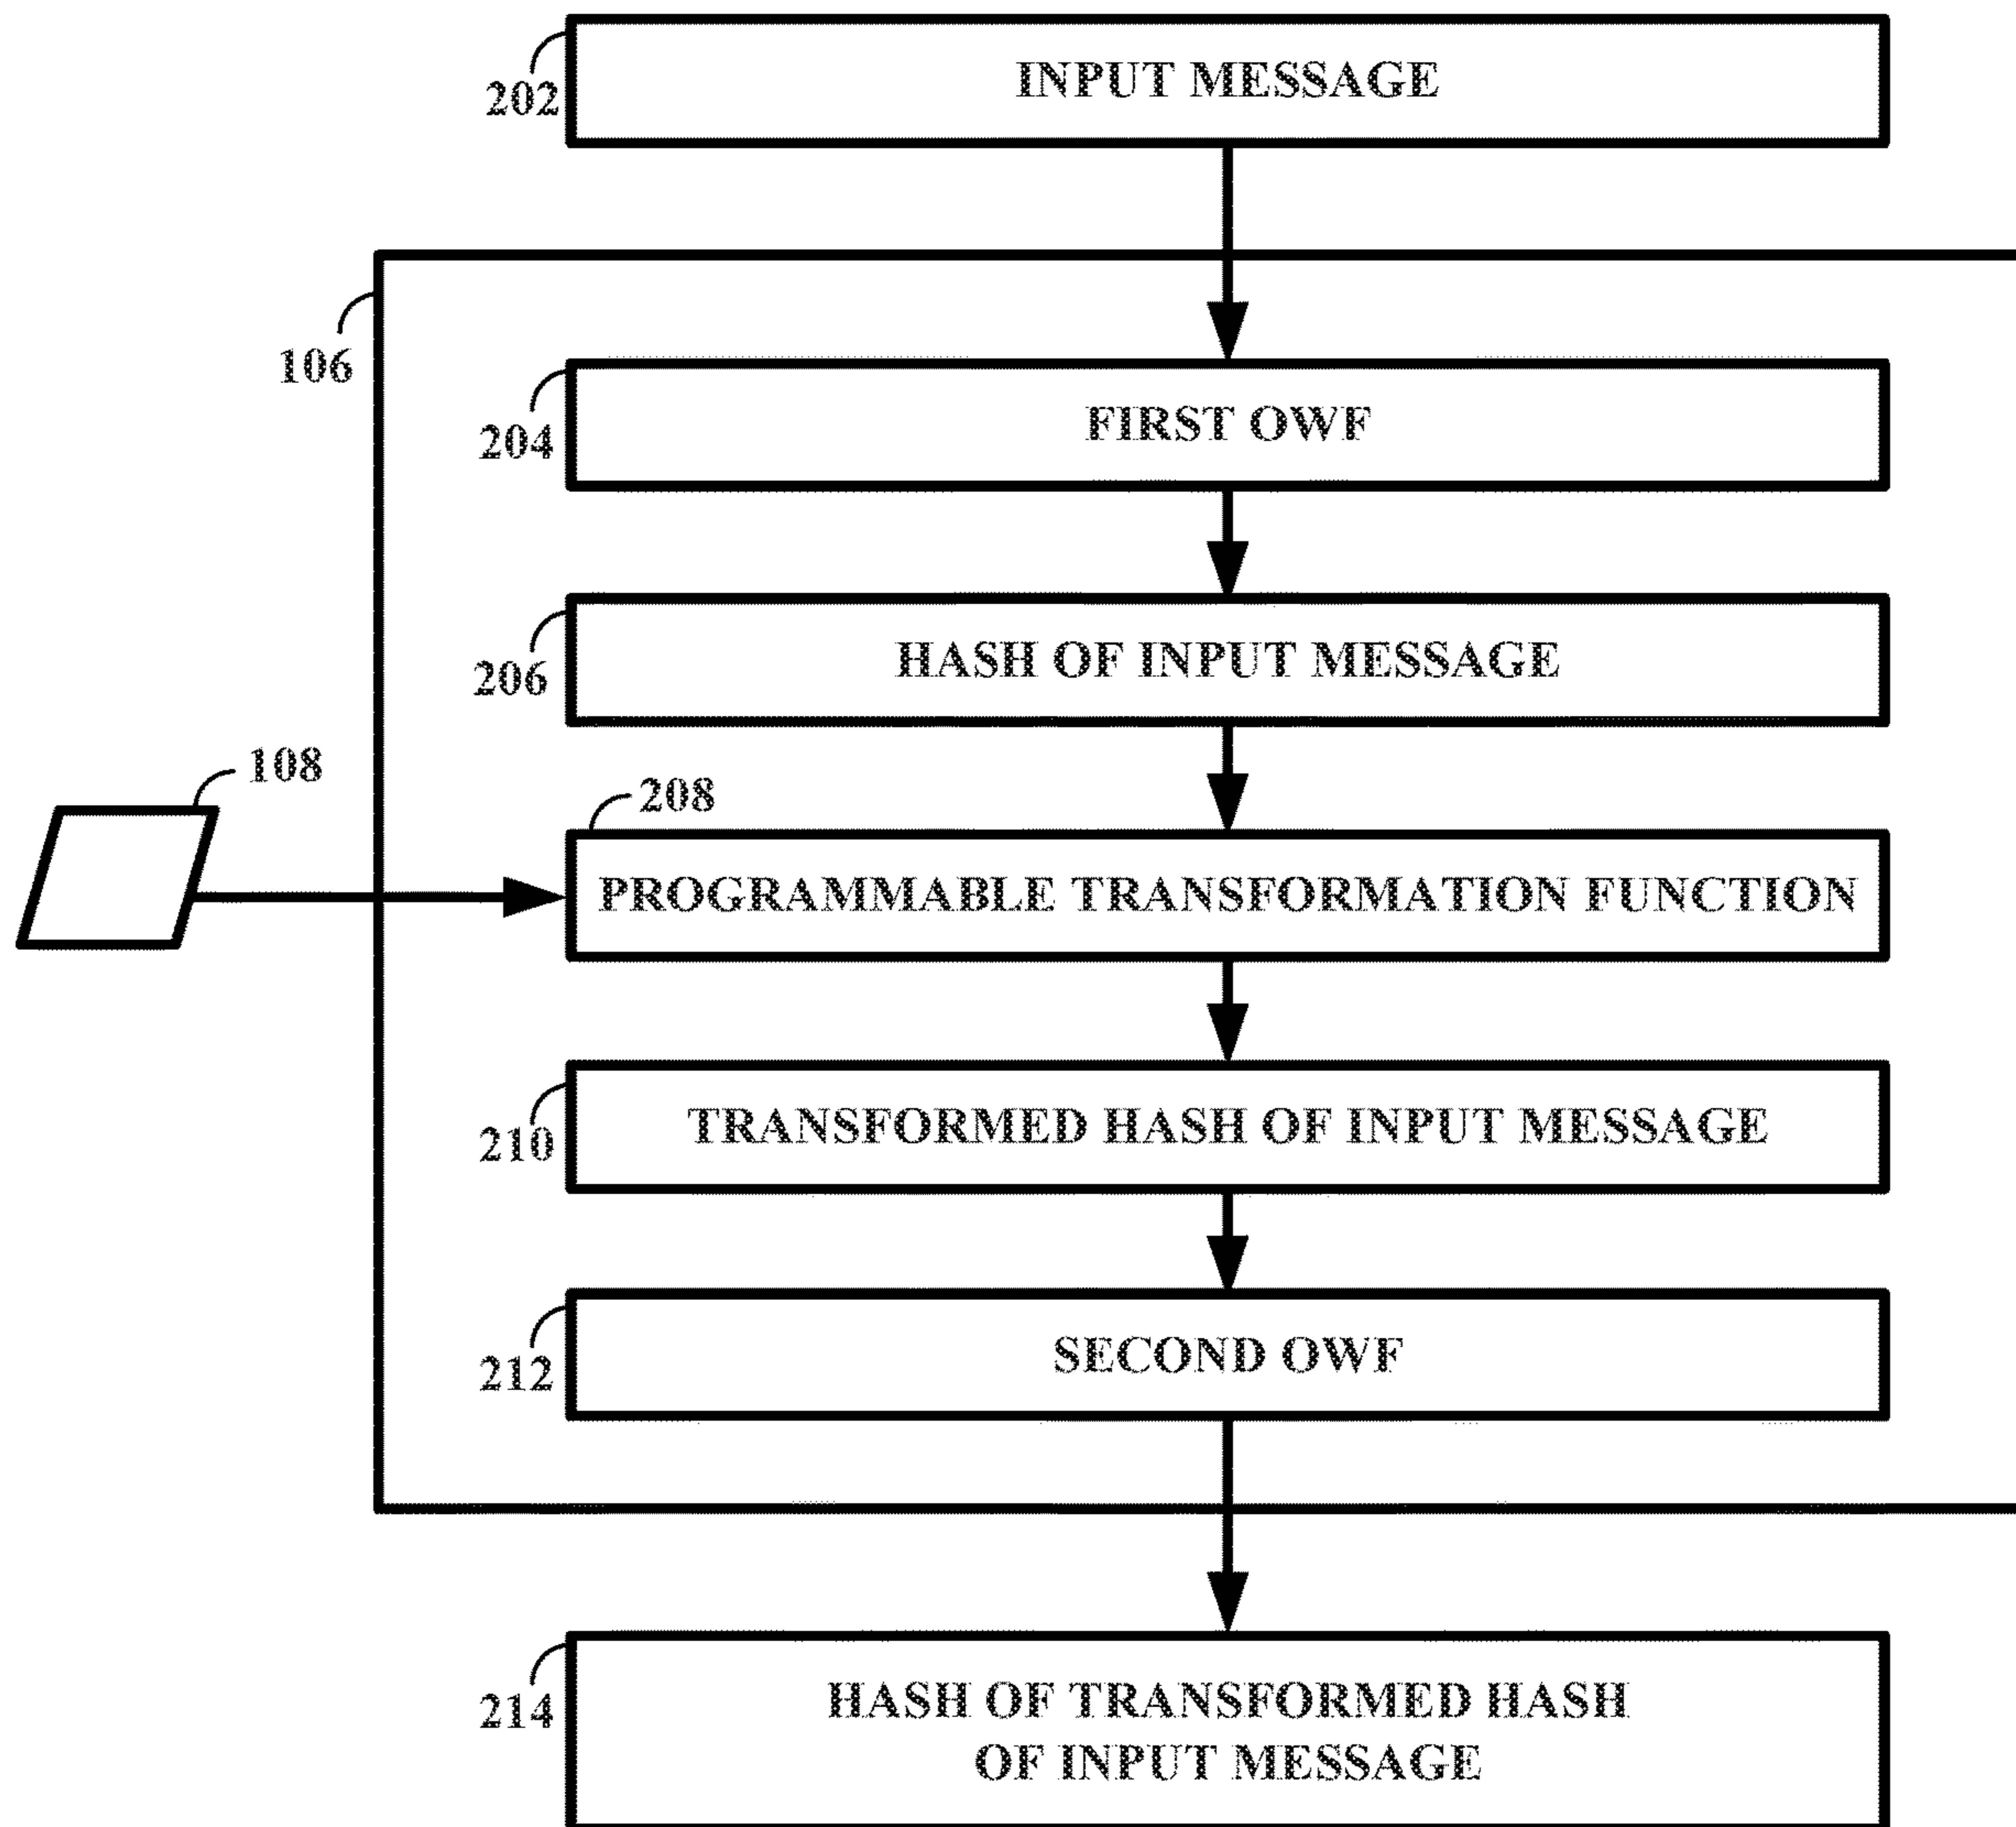 INPUT MESSAGE
202
106
FIRST OWF
204
HASH OF INPUT MESSAGE
206
108
208
PROGRAMMABLE TRANSFORMATION FUNCTION
TRANSFORMED HASH OF INPUT MESSAGE
210
SECOND OWF
212
HASH OF TRANSFORMED HASH
214
OF INPUT MESSAGE